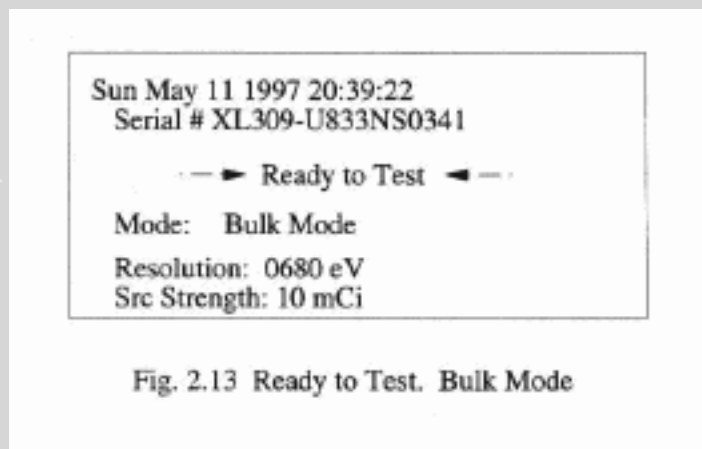 Sun May 11 1997 20:39:22
Serial # XL309-U833NS0341
Ready to Test
Mode: Bulk Mode
Resolution: 0680 eV
Src Strength: 10 mCi
Fig. 2.13 Ready to Test. Bulk Mode